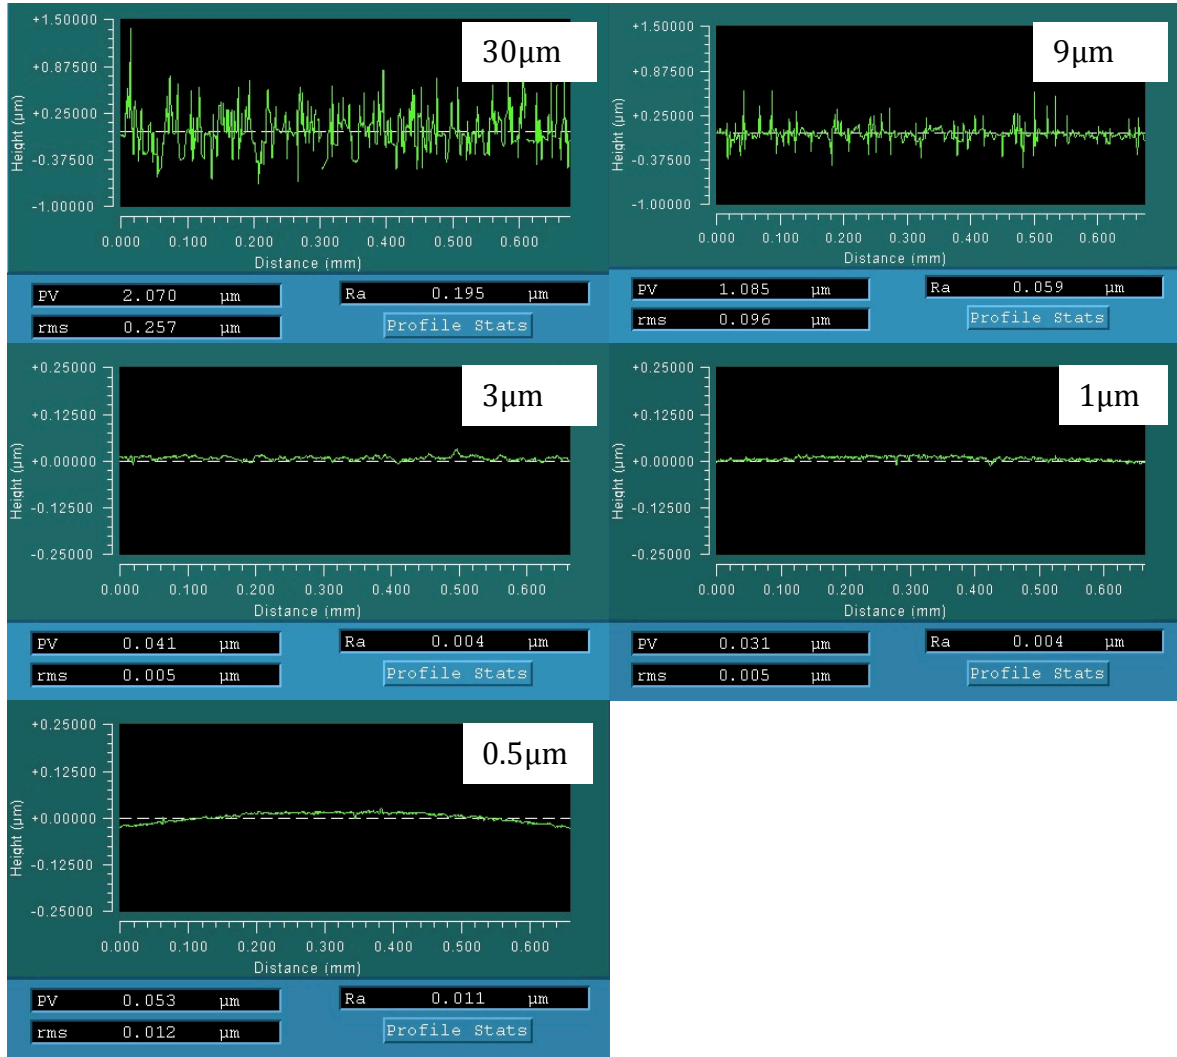 30μm
+1.50000
+0.87500
+0.25000
-0.37500
-1.00000
Height (μm)
0.000 0.100 0.200 0.300 0.400 0.500 0.600
Distance (mm)
PV 2.070 μm
Ra 0.195 μm
rms 0.257 μm
Profile Stats
9μm
+1.50000
+0.87500
+0.25000
-0.37500
-1.00000
Height (μm)
0.000 0.100 0.200 0.300 0.400 0.500 0.600
Distance (mm)
PV 1.085 μm
Ra 0.059 μm
rms 0.096 μm
Profile Stats
3μm
+0.25000
+0.12500
+0.00000
-0.12500
-0.25000
Height (μm)
0.000 0.100 0.200 0.300 0.400 0.500 0.600
Distance (mm)
PV 0.041 μm
Ra 0.004 μm
rms 0.005 μm
Profile Stats
1μm
+0.25000
+0.12500
+0.00000
-0.12500
-0.25000
Height (μm)
0.000 0.100 0.200 0.300 0.400 0.500 0.600
Distance (mm)
PV 0.031 μm
Ra 0.004 μm
rms 0.005 μm
Profile Stats
0.5μm
+0.25000
+0.12500
+0.00000
-0.12500
-0.25000
Height (μm)
0.000 0.100 0.200 0.300 0.400 0.500 0.600
Distance (mm)
PV 0.053 μm
Ra 0.011 μm
rms 0.012 μm
Profile Stats